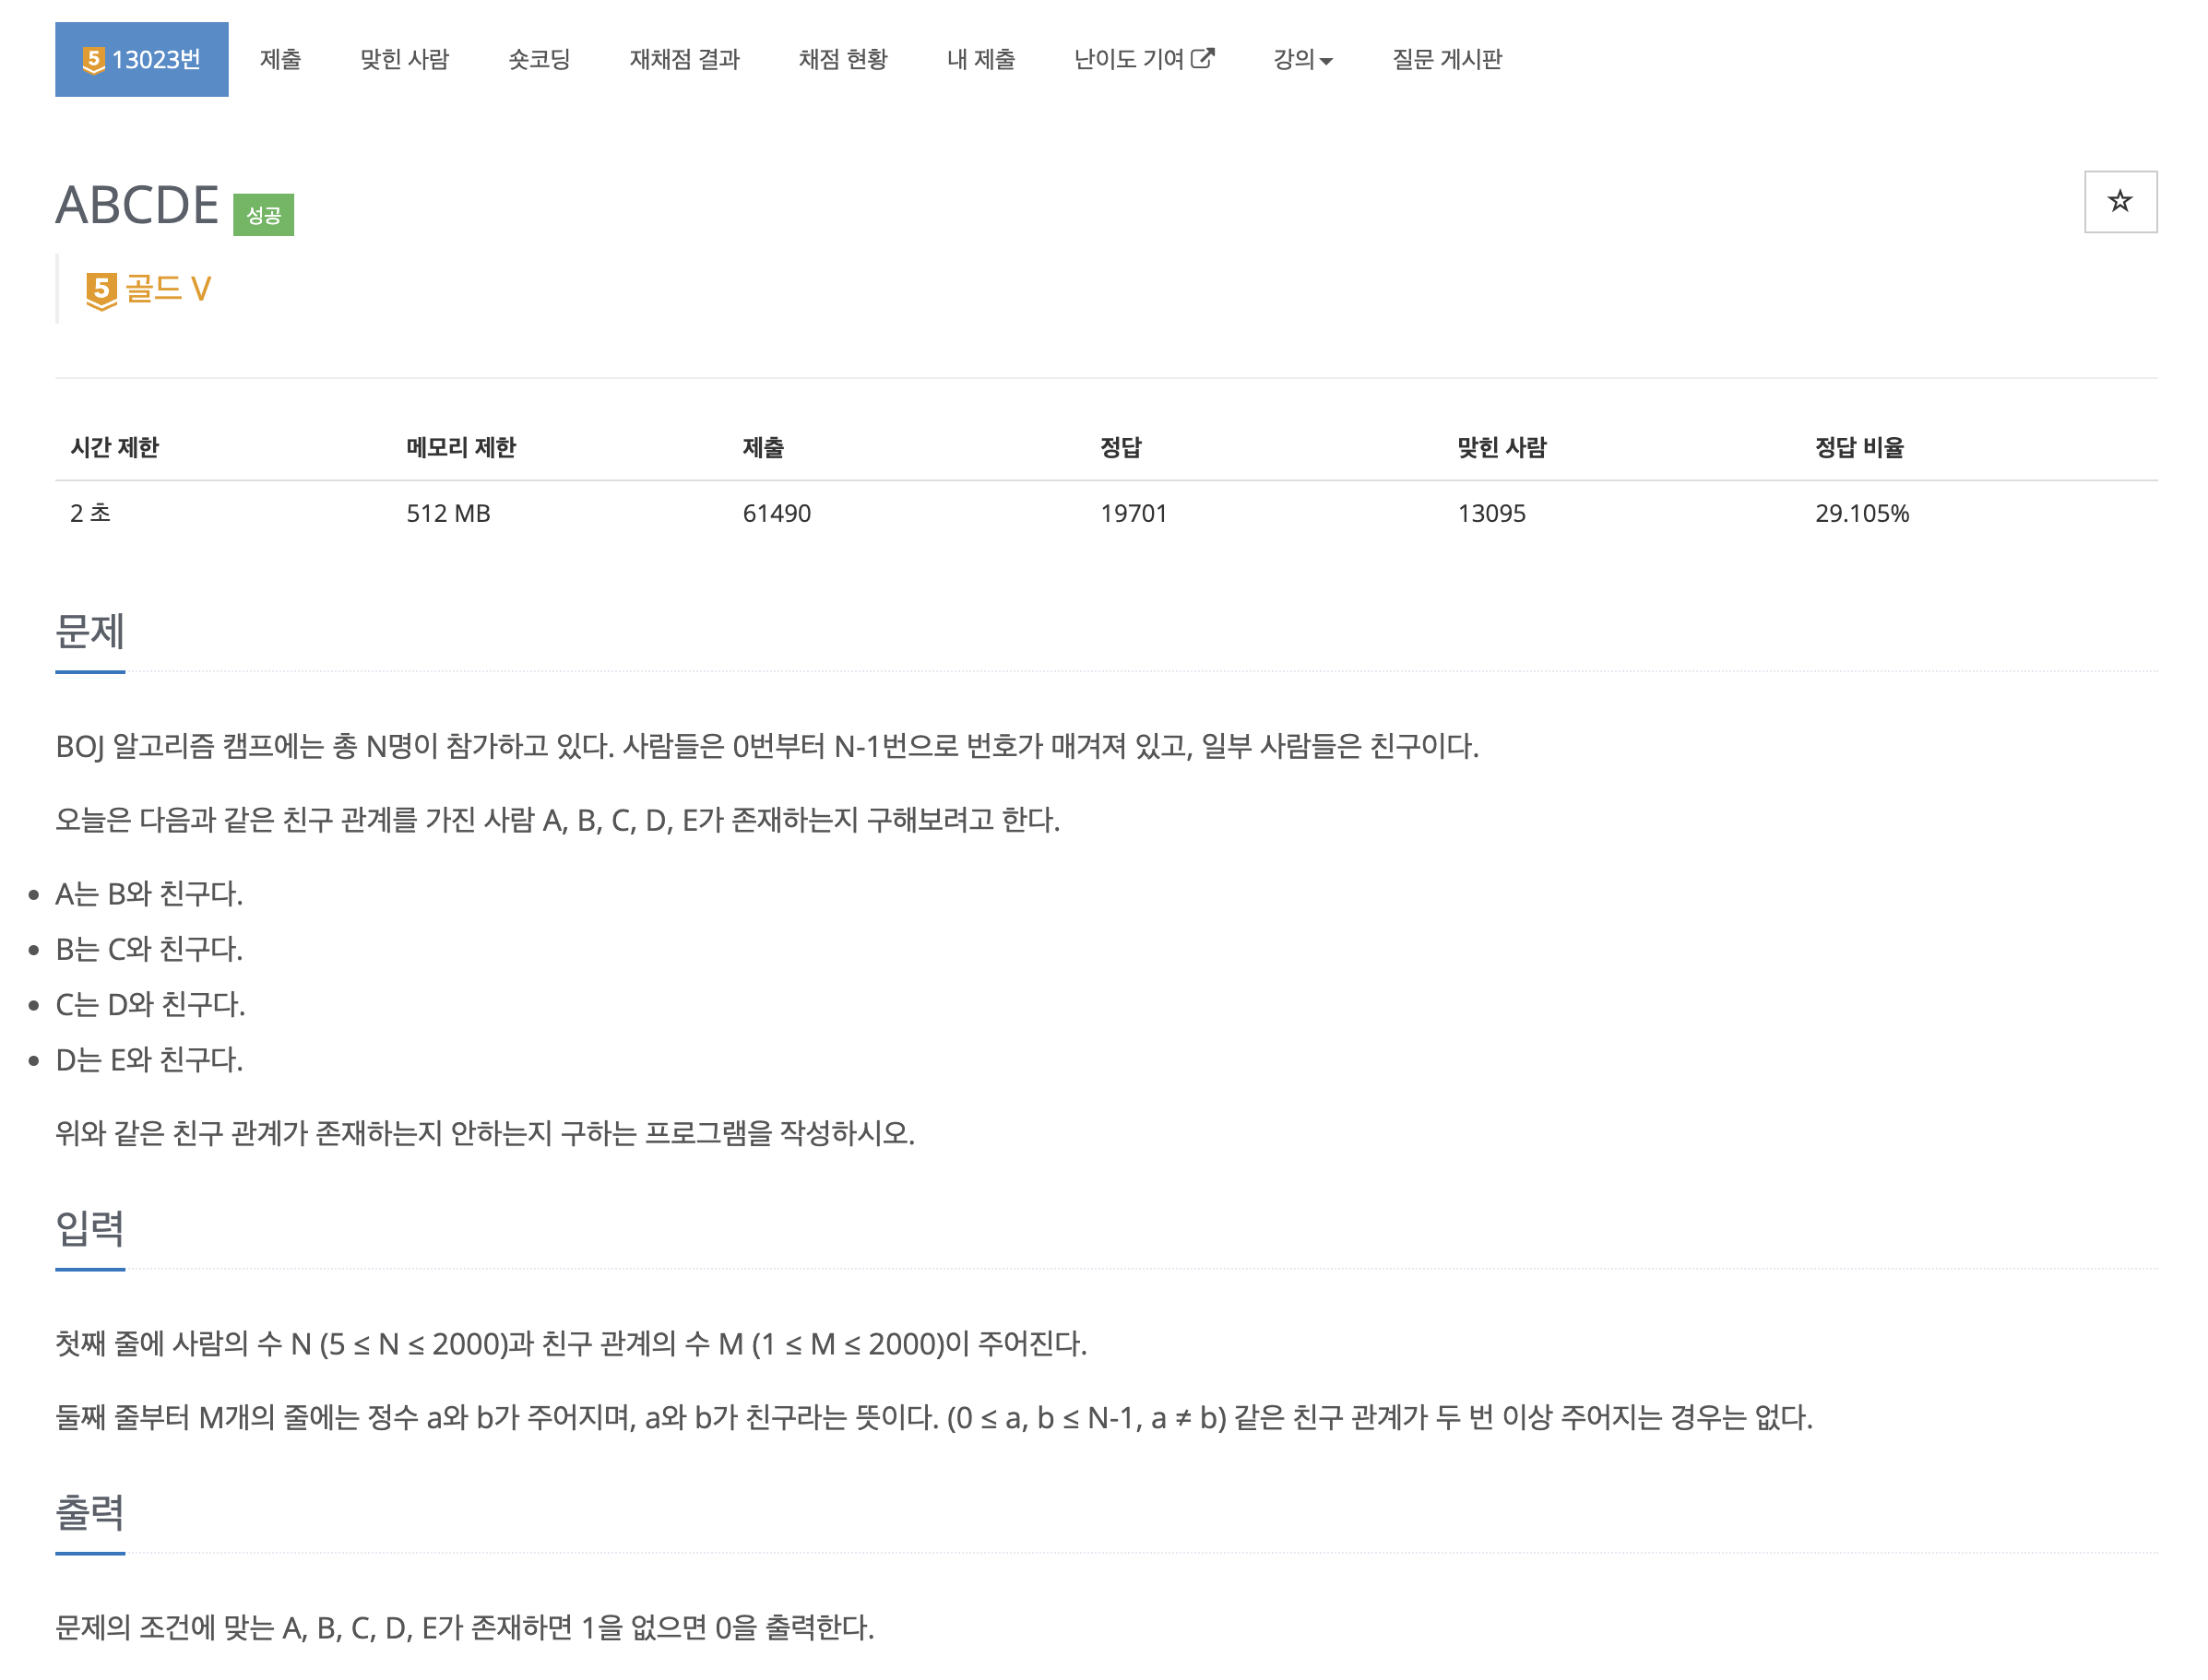 5 13023번 제출 맞힌 사람 숏코딩 재채점 결과 채점 현황 내 제출 난이도 기여 강의 질문 게시판
ABCDE 성공
5 골드 V
시간 제한 메모리 제한 제출 정답 맞힌 사람 정답 비율
2 초 512 MB 61490 19701 13095 29.105%
문제
BOJ 알고리즘 캠프에는 총 N명이 참가하고 있다. 사람들은 0번부터 N-1번으로 번호가 매겨져 있고, 일부 사람들은 친구이다.
오늘은 다음과 같은 친구 관계를 가진 사람 A, B, C, D, E가 존재하는지 구해보려고 한다.
• A는 B와 친구다.
• B는 C와 친구다.
• C는 D와 친구다.
• D는 E와 친구다.
위와 같은 친구 관계가 존재하는지 안하는지 구하는 프로그램을 작성하시오.
입력
첫째 줄에 사람의 수 N (5 ≤ N ≤ 2000)과 친구 관계의 수 M (1 ≤ M ≤ 2000)이 주어진다.
둘째 줄부터 M개의 줄에는 정수 a와 b가 주어지며, a와 b가 친구라는 뜻이다. (0 ≤ a, b ≤ N-1, a ≠ b) 같은 친구 관계가 두 번 이상 주어지는 경우는 없다.
출력
문제의 조건에 맞는 A, B, C, D, E가 존재하면 1을 없으면 0을 출력한다.